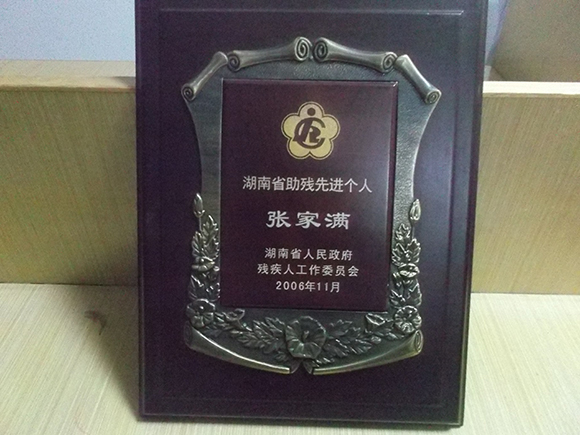 湖南省助残先进个人
张家满
湖南省人民政府
残疾人工作委员会
2006年11月